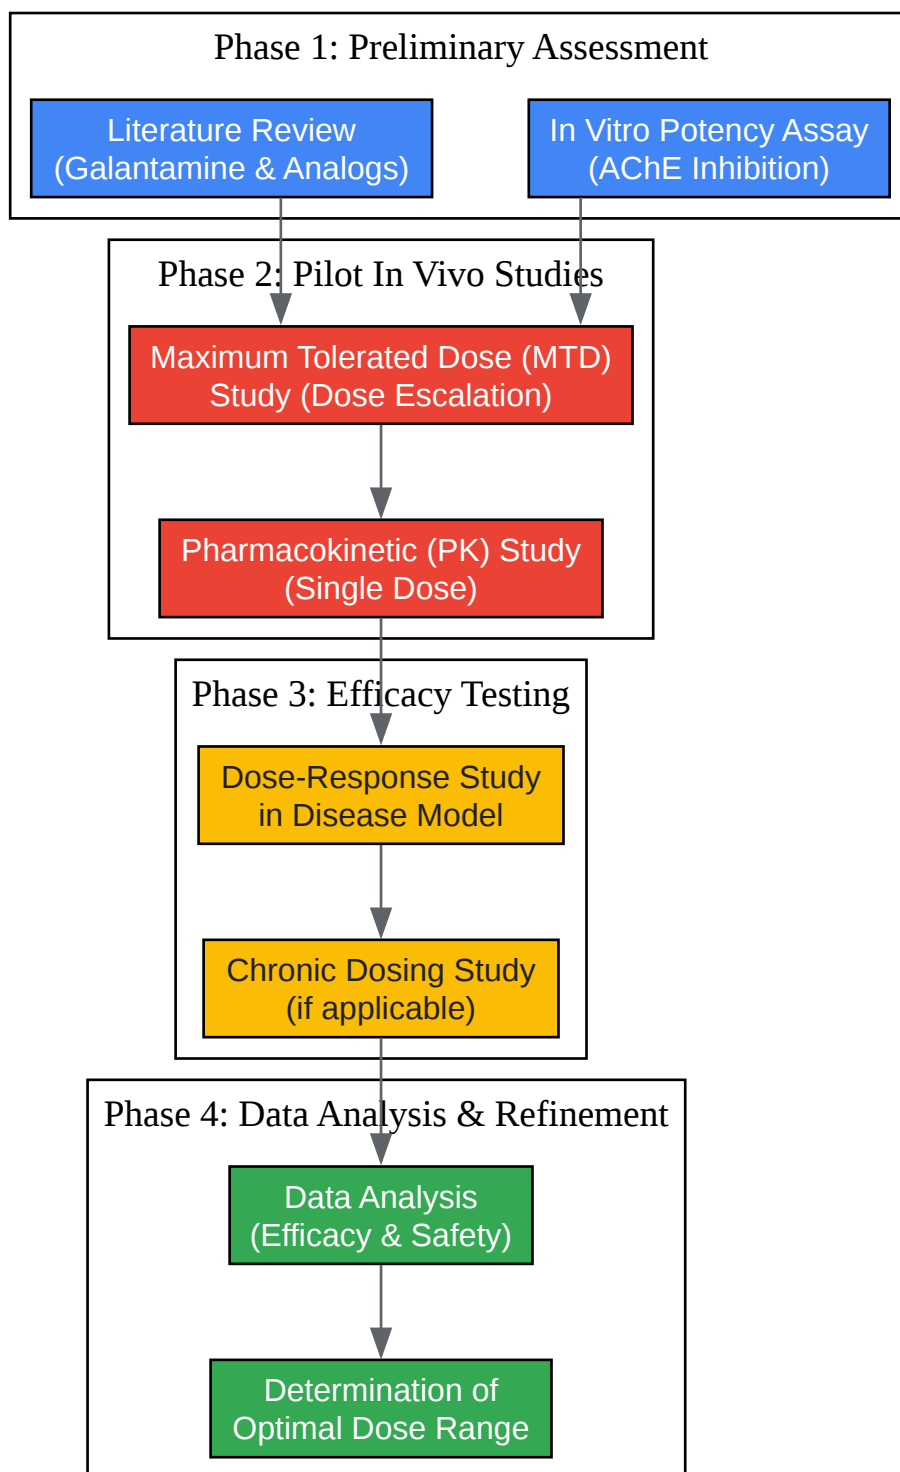 Phase 1: Preliminary Assessment
Literature Review
(Galantamine & Analogs)
In Vitro Potency Assay
(AChE Inhibition)
Phase 2: Pilot In Vivo Studies
Maximum Tolerated Dose (MTD)
Study (Dose Escalation)
Pharmacokinetic (PK) Study
(Single Dose)
Phase 3: Efficacy Testing
Dose-Response Study
in Disease Model
Chronic Dosing Study
(if applicable)
Phase 4: Data Analysis & Refinement
Data Analysis
(Efficacy & Safety)
Determination of
Optimal Dose Range